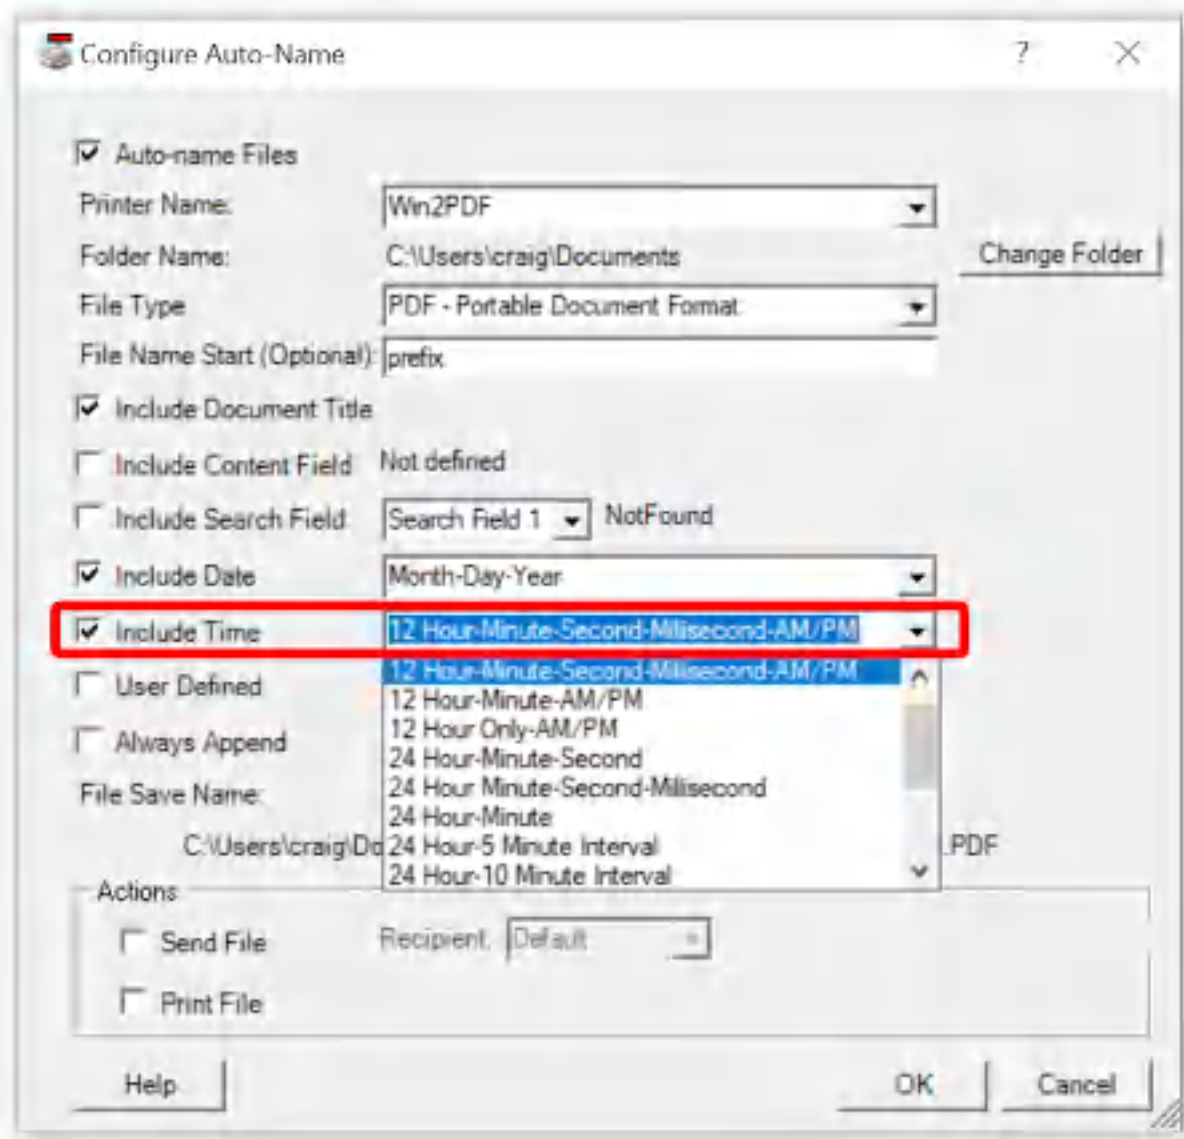 Configure Auto-Name ?
Auto-name Files
Printer Name: Win2PDF
Folder Name: C:\Users\craig\Documents Change Folder
File Type PDF - Portable Document Format
File Name Start (Optional): prefix
Include Document Title
Include Content Field Not defined
Include Search Field Search Field 1 NotFound
Include Date Month-Day-Year
Include Time 12 Hour-Minute-Second-Millisecond-AM/PM
12 Hour-Minute-Second-Millisecond-AM/PM
User Defined 12 Hour-Minute-AM/PM
12 Hour Only-AM/PM
Always Append 24 Hour-Minute-Second
File Save Name: 24 Hour Minute-Second-Millisecond
24 Hour-Minute
C:\Users\craig\Do 24 Hour-5 Minute Interval .PDF
24 Hour-10 Minute Interval
Actions
Send File Recipient: Default
Print File
Help OK Cancel